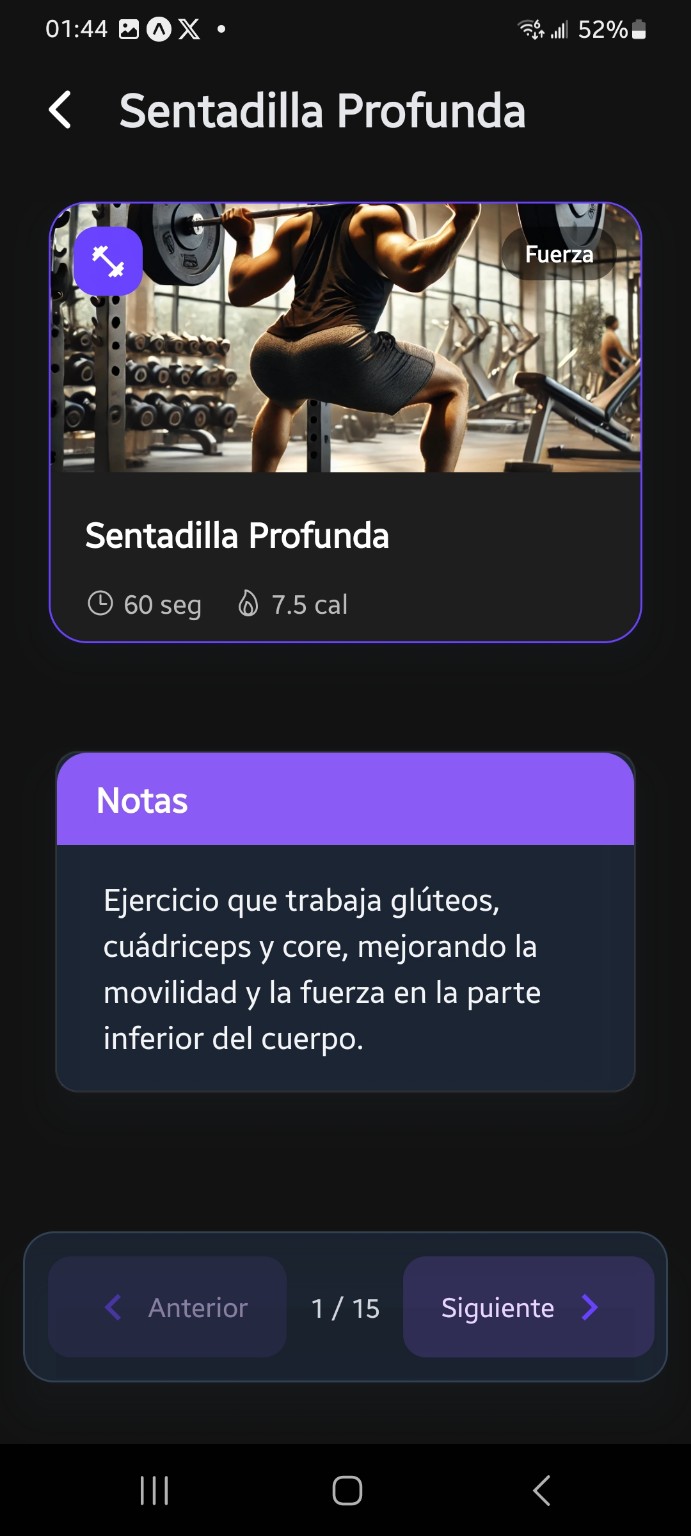 01:44
52%
Sentadilla Profunda
Fuerza
Sentadilla Profunda
60 seg 7.5 cal
Notas
Ejercicio que trabaja glúteos,
cuádriceps y core, mejorando la
movilidad y la fuerza en la parte
inferior del cuerpo.
Anterior 1 / 15 Siguiente